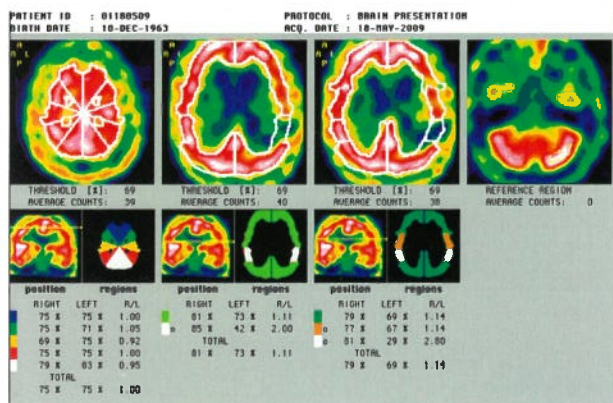 PATIENT ID : 01180509 PROTOCOL : BRAIN PRESENTATION
BIRTH DATE : 10-DEC-1963 ACQ. DATE : 18-MAY-2009
THRESHOLD [%]: 69 THRESHOLD [%]: 69 THRESHOLD [%]: 69 REFERENCE REGION
AVERAGE COUNTS: 39 AVERAGE COUNTS: 40 AVERAGE COUNTS: 38 AVERAGE COUNTS: 0
position regions position regions position regions
RIGHT LEFT R/L RIGHT LEFT R/L RIGHT LEFT R/L
75 % 75 % 1.00 81 % 73 % 1.11 79 % 69 % 1.14
75 % 71 % 1.05 85 % 42 % 2.00 77 % 67 % 1.14
69 % 75 % 0.92 TOTAL 81 % 29 % 2.80
75 % 75 % 1.00 81 % 73 % 1.11 TOTAL
79 % 83 % 0.95 79 % 69 % 1.14
TOTAL
75 % 75 % 1.00